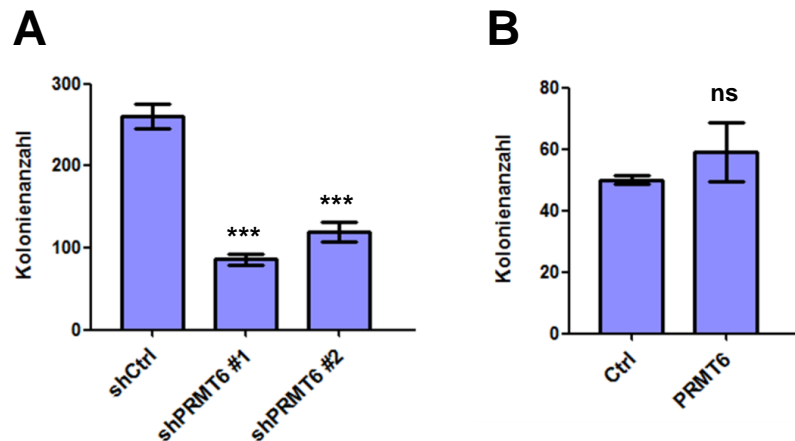 A
Kolonienanzahl
300
200
100
0
***
***
shCtrl
shPRMT6 #1
shPRMT6 #2
B
Kolonienanzahl
80
60
40
20
0
ns
Ctrl
PRMT6